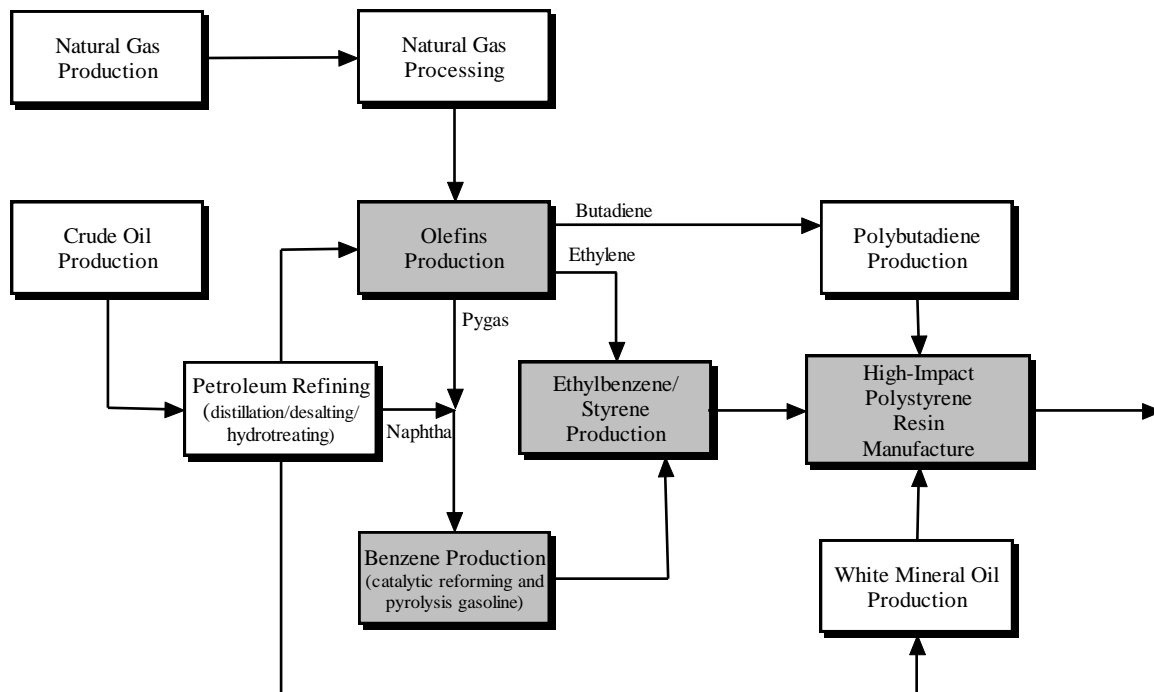 Natural Gas
Production
Natural Gas
Processing
Crude Oil
Production
Olefins
Production
Butadiene
Ethylene
Polybutadiene
Production
Pygas
Petroleum Refining
(distillation/desalting/
hydrotreating)
Naphtha
Ethylbenzene/
Styrene
Production
High-Impact
Polystyrene
Resin
Manufacture
Benzene Production
(catalytic reforming and
pyrolysis gasoline)
White Mineral Oil
Production